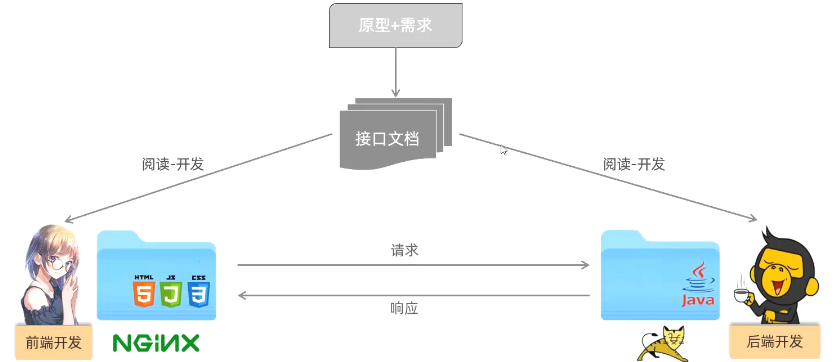 原型+需求
接口文档
阅读-开发
阅读-开发
请求
响应
HTML
JS
CSS
5
3
Java
前端开发
NGiNX
后端开发